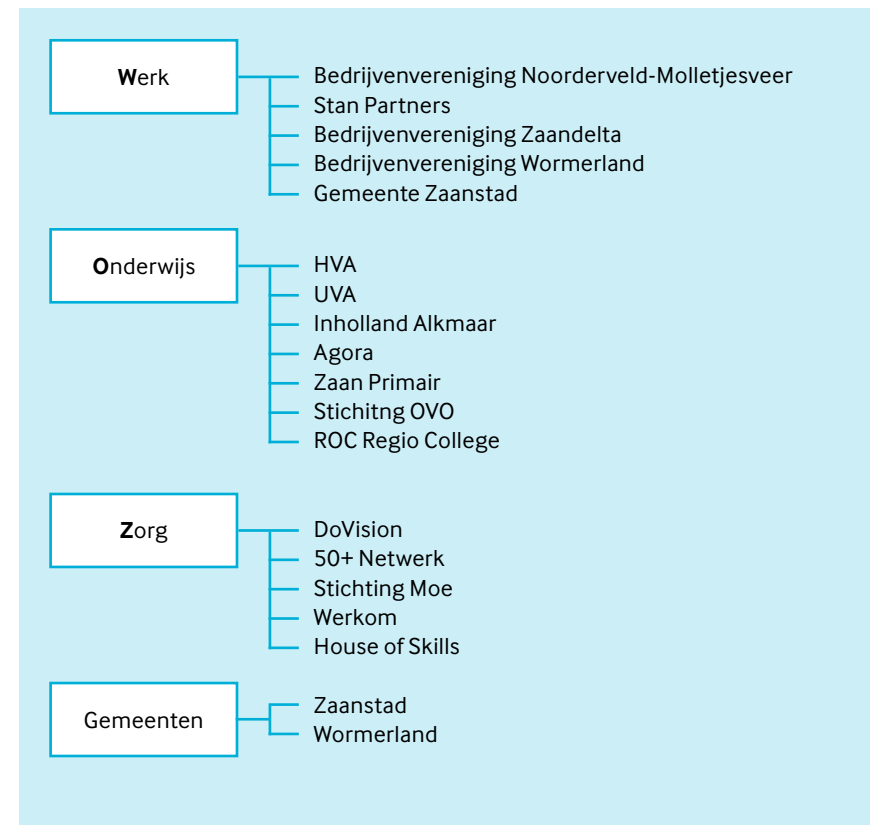 Werk
Bedrijvenvereniging Noorderveld-Molletjesveer
Stan Partners
Bedrijvenvereniging Zaandelta
Bedrijvenvereniging Wormerland
Gemeente Zaanstad
Onderwijs
HVA
UVA
Inholland Alkmaar
Agora
Zaan Primair
Stichitng OVO
ROC Regio College
Zorg
DoVision
50+ Netwerk
Stichting Moe
Werkom
House of Skills
Gemeenten
Zaanstad
Wormerland